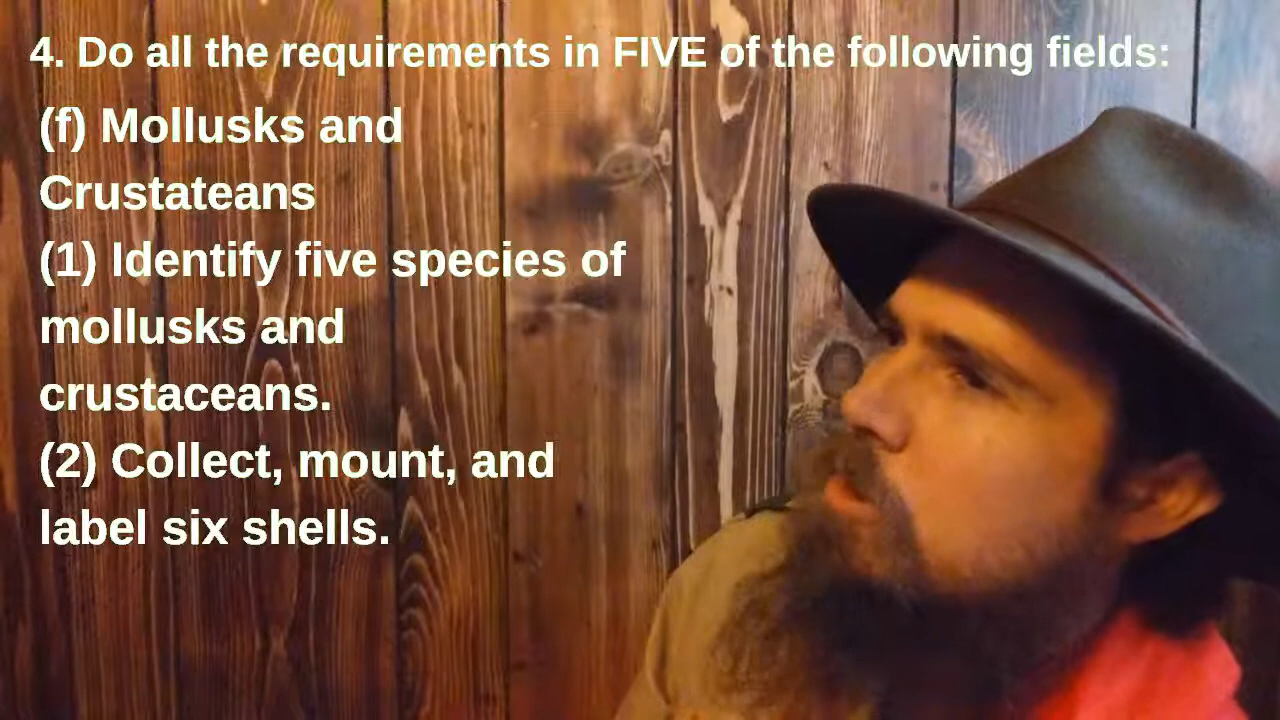 4. Do all the requirements in FIVE of the following fields:
(f) Mollusks and
Crustateans
(1) Identify five species of
mollusks and
crustaceans.
(2) Collect, mount, and
label six shells.